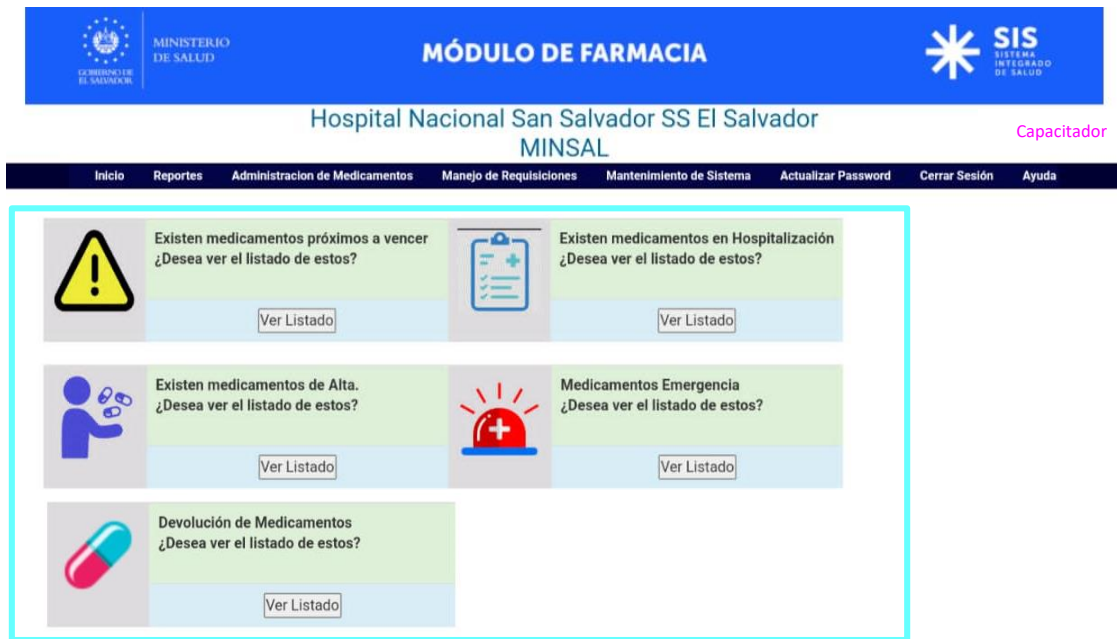 GOBIERNO DE
EL SALVADOR
MINISTERIO
DE SALUD
MÓDULO DE FARMACIA
SIS
SISTEMA
INTEGRADO
DE SALUD
Hospital Nacional San Salvador SS El Salvador
MINSAL
Capacitador
Inicio Reportes Administracion de Medicamentos Manejo de Requisiciones Mantenimiento de Sistema Actualizar Password Cerrar Sesión Ayuda
Existen medicamentos próximos a vencer
¿Desea ver el listado de estos?
Ver Listado
Existen medicamentos en Hospitalización
¿Desea ver el listado de estos?
Ver Listado
Existen medicamentos de Alta.
¿Desea ver el listado de estos?
Ver Listado
Medicamentos Emergencia
¿Desea ver el listado de estos?
Ver Listado
Devolución de Medicamentos
¿Desea ver el listado de estos?
Ver Listado